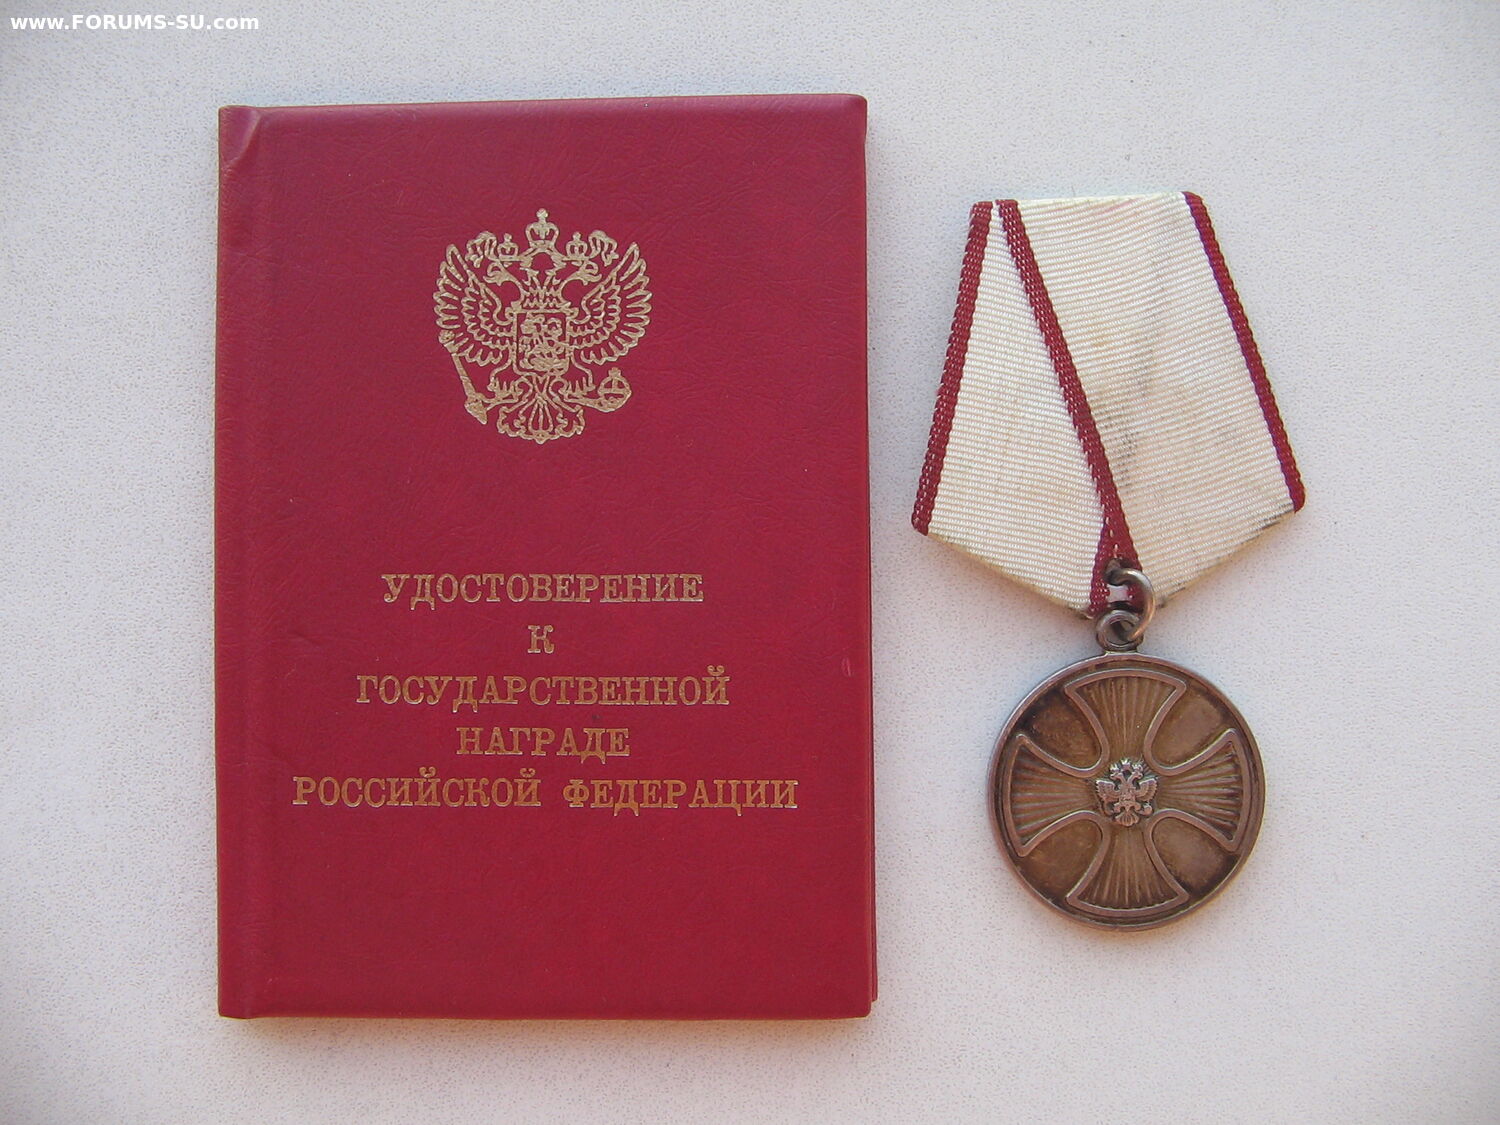 www.FORUMS-SU.com
УДОСТОВЕРЕНИЕ
К
ГОСУДАРСТВЕННОЙ
НАГРАДЕ
РОССИЙСКОЙ ФЕДЕРАЦИИ